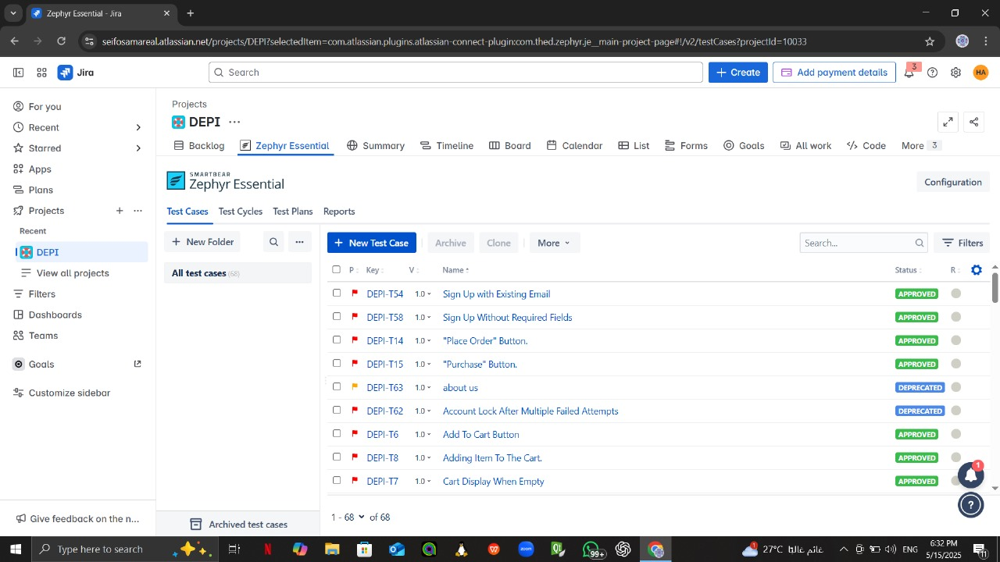 Zephyr Essential - Jira
seifosamareal.atlassian.net/projects/DEPI?selectedItem=com.atlassian.plugins.atlassian-connect-plugin:com.thed.zephyr.je__main-project-page#!/v2/testCases?projectId=10033
Jira
Search
Create
Add payment details
3
HA
For you
Recent
Starred
Apps
Plans
Projects
Recent
DEPI
View all projects
Filters
Dashboards
Teams
Goals
Customize sidebar
Give feedback on the n...
Projects
DEPI
Backlog Zephyr Essential Summary Timeline Board Calendar List Forms Goals All work Code More 3
SMARTBEAR
Zephyr Essential
Configuration
Test Cases Test Cycles Test Plans Reports
New Folder
All test cases (68)
Archived test cases
New Test Case Archive Clone More Search... Filters
P Key V Name Status R
DEPI-T54 1.0 Sign Up with Existing Email APPROVED
DEPI-T58 1.0 Sign Up Without Required Fields APPROVED
DEPI-T14 1.0 "Place Order" Button. APPROVED
DEPI-T15 1.0 "Purchase" Button. APPROVED
DEPI-T63 1.0 about us DEPRECATED
DEPI-T62 1.0 Account Lock After Multiple Failed Attempts DEPRECATED
DEPI-T6 1.0 Add To Cart Button APPROVED
DEPI-T8 1.0 Adding Item To The Cart. APPROVED
DEPI-T7 1.0 Cart Display When Empty APPROVED
1
?
1 - 68 of 68
Type here to search
99+
zoom
1
27°C غائم غالبًا
ENG
6:32 PM
5/15/2025
11